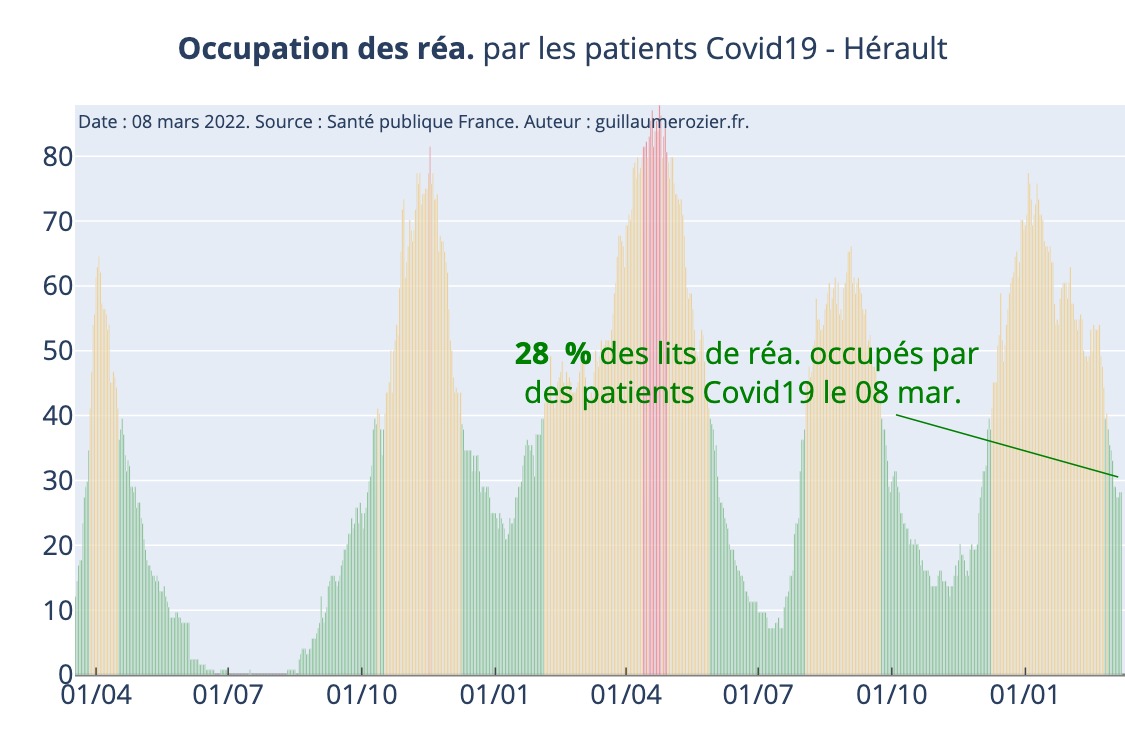 Occupation des réa. par les patients Covid19 - Hérault
Date : 08 mars 2022. Source : Santé publique France. Auteur : guillaumerozier.fr.
80
70
60
50
40
30
20
10
0
28 % des lits de réa. occupés par
des patients Covid19 le 08 mar.
01/04 01/07 01/10 01/01 01/04 01/07 01/10 01/01